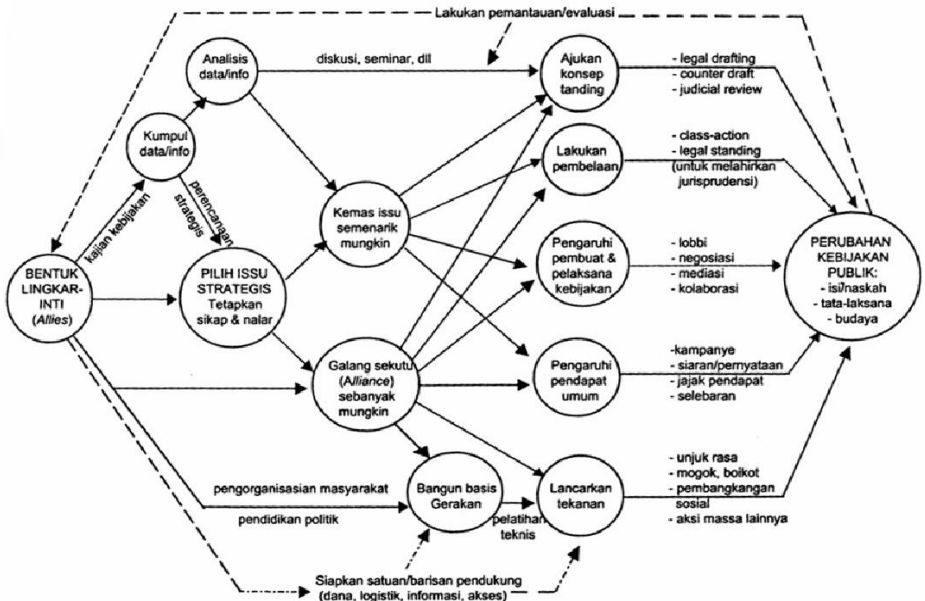 Lakukan pemantauan/evaluasi
Analisis
data/info
diskusi, seminar, dll
Ajukan
konsep
tanding
- legal drafting
- counter draft
- judicial review
Kumpul
data/info
Lakukan
pembelaan
- class-action
- legal standing
(untuk melahirkan
jurisprudensi)
kajian kebijakan
perencanaan
strategis
Kemas issu
semenarik
mungkin
BENTUK
LINGKAR-
INTI
(Allies)
PILIH ISSU
STRATEGIS
Tetapkan
sikap & nalar
Pengaruhi
pembuat &
pelaksana
kebijakan
- lobbi
- negosiasi
- mediasi
- kolaborasi
PERUBAHAN
KEBIJAKAN
PUBLIK:
- isi/naskah
- tata-laksana
- budaya
Galang sekutu
(Alliance)
sebanyak
mungkin
Pengaruhi
pendapat
umum
-kampanye
- siaran/pernyataan
- jajak pendapat
- selebaran
pengorganisasian masyarakat
pendidikan politik
Bangun basis
Gerakan
pelatihan
teknis
Lancarkan
tekanan
- unjuk rasa
- mogok, boikot
- pembangkangan
sosial
- aksi massa lainnya
Siapkan satuan/barisan pendukung
(dana, logistik, informasi, akses)